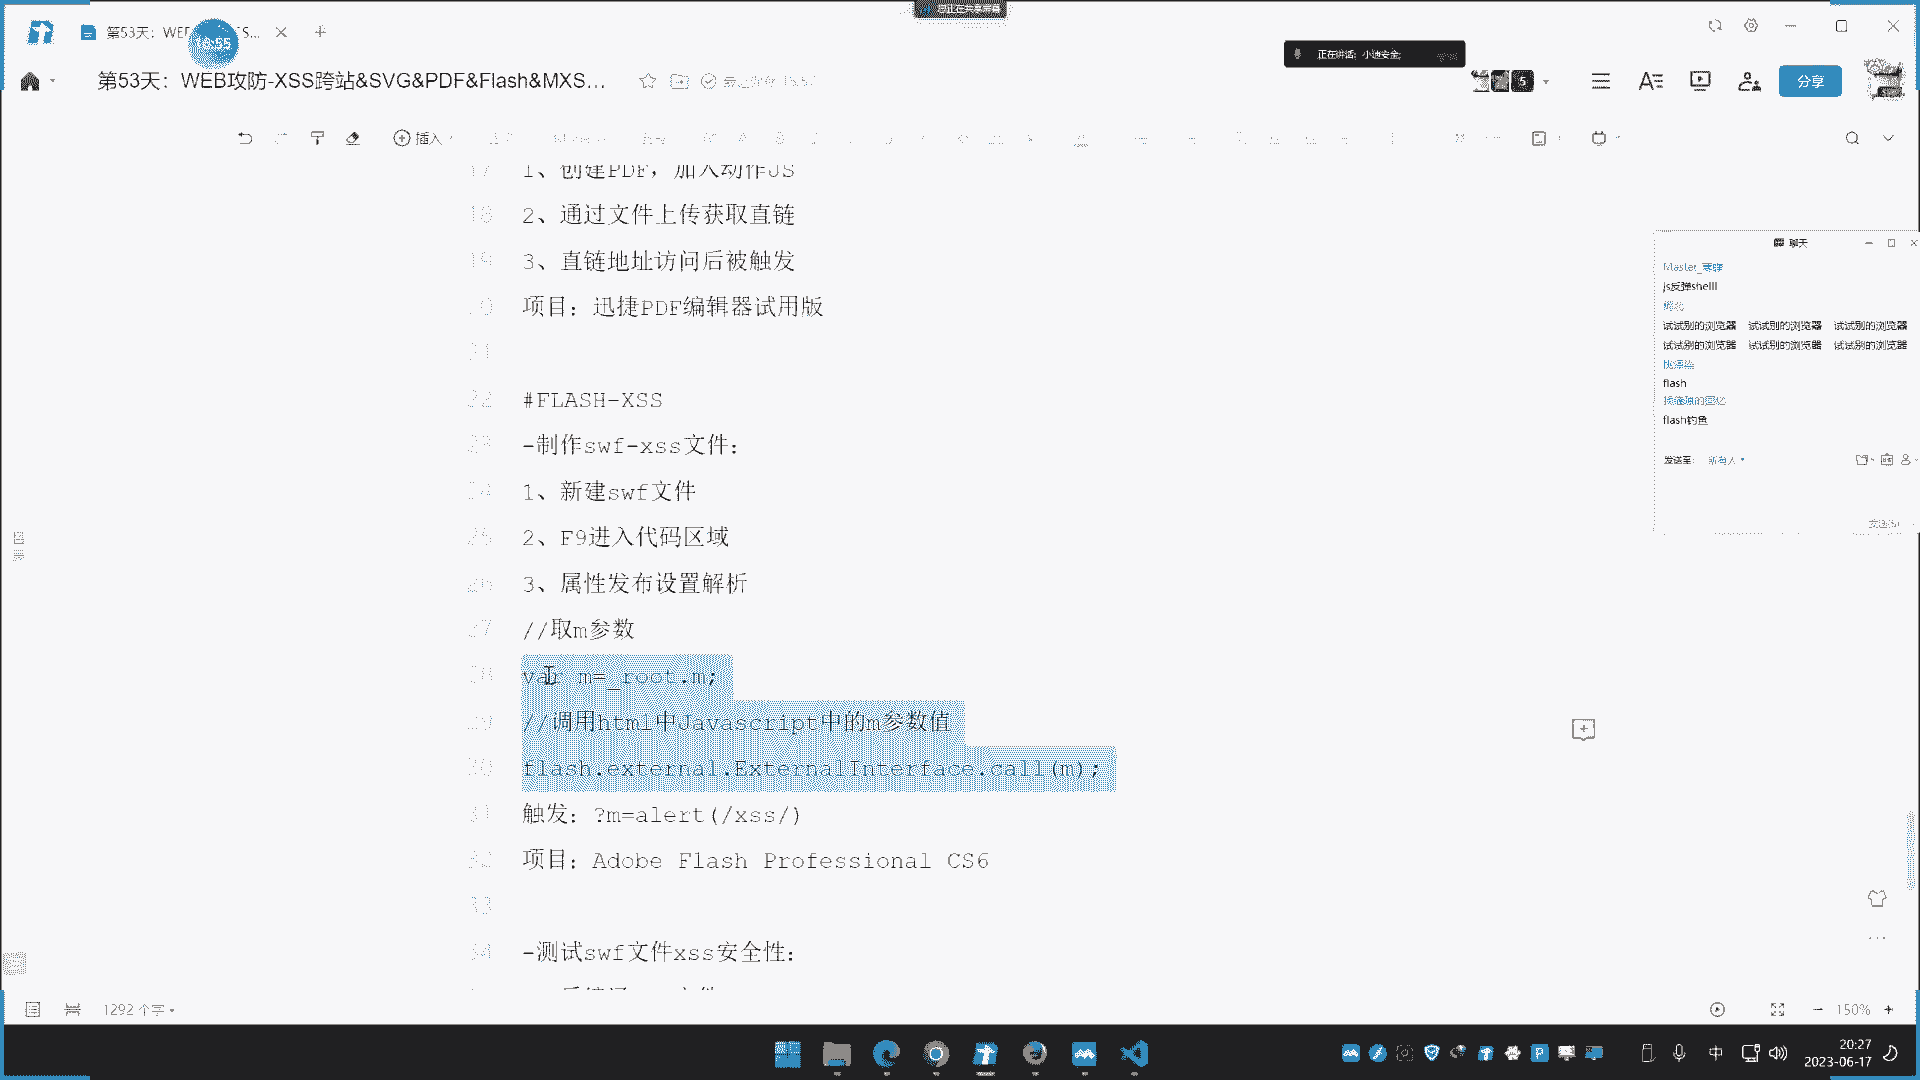 您正在共享屏幕
第53天：WEB
S...
16:55
正在讲话：小迪安全;
第53天：WEB攻防-XSS跨站&SVG&PDF&Flash&MXS...
5
分享
插入
17 1、创建PDF，加入动作JS
18 2、通过文件上传获取直链
19 3、直链地址访问后被触发
20 项目：迅捷PDF编辑器试用版
21
22 #FLASH-XSS
23 -制作swf-xss文件：
24 1、新建swf文件
25 2、F9进入代码区域
26 3、属性发布设置解析
27 //取m参数
28 var m=_root.m;
29 //调用html中Javascript中的m参数值
30 flash.external.ExternalInterface.call(m);
31 触发：?m=alert(/xss/)
32 项目：Adobe Flash Professional CS6
33
34 -测试swf文件xss安全性：
聊天
js反弹shelll
试试别的浏览器 试试别的浏览器 试试别的浏览器
试试别的浏览器 试试别的浏览器 试试别的浏览器
flash
flash钓鱼
发送至： 所有人
1292 个字
150%
中
20:27
2023-06-17